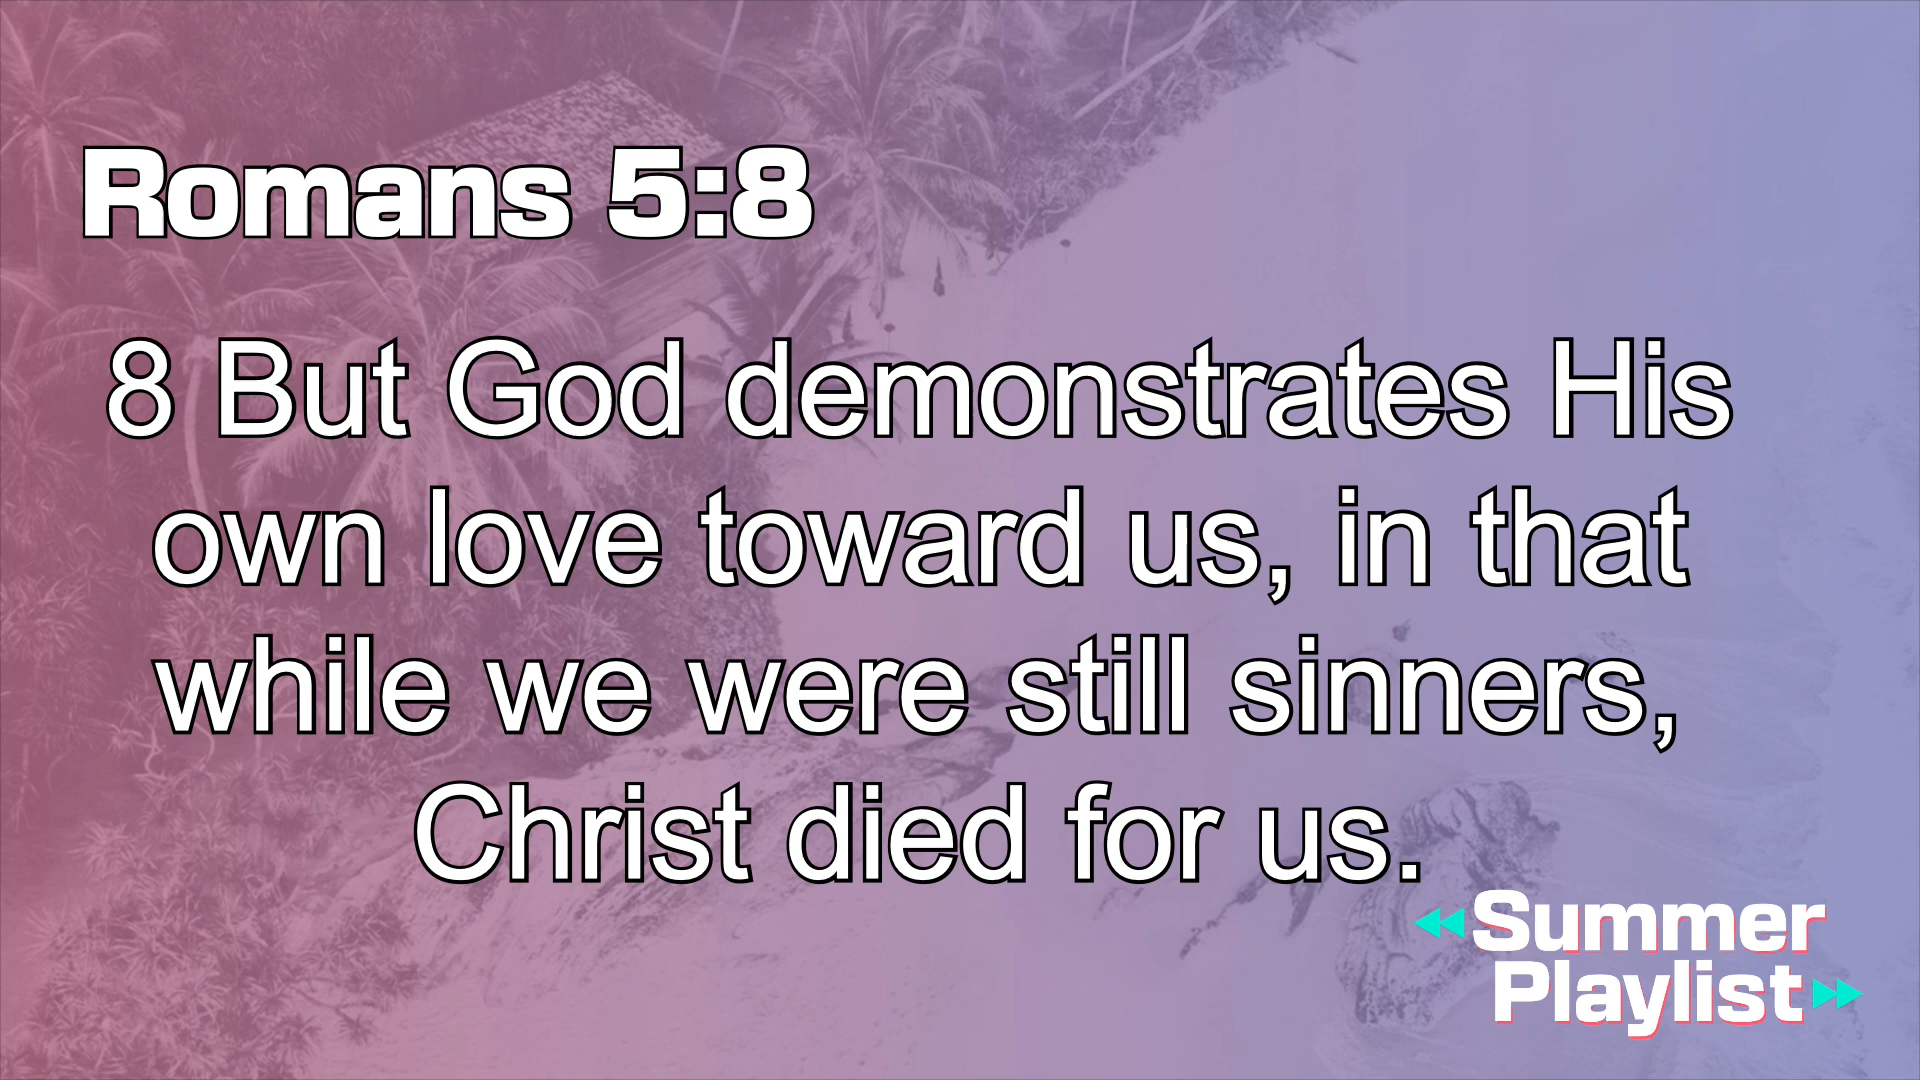 Romans 5:8
8 But God demonstrates His
own love toward us, in that
while we were still sinners,
Christ died for us.
Summer
Playlist